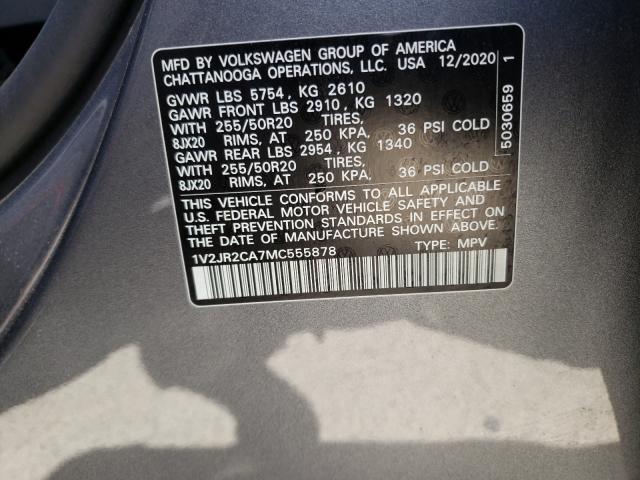 MFD BY VOLKSWAGEN GROUP OF AMERICA
CHATTANOOGA OPERATIONS, LLC. USA 12/2020
GVWR LBS 5754 , KG 2610
GAWR FRONT LBS 2910 , KG 1320
WITH 255/50R20 TIRES,
8JX20 RIMS, AT 250 KPA, 36 PSI COLD
GAWR REAR LBS 2954 , KG 1340
WITH 255/50R20 TIRES,
8JX20 RIMS, AT 250 KPA, 36 PSI COLD
THIS VEHICLE CONFORMS TO ALL APPLICABLE
U.S. FEDERAL MOTOR VEHICLE SAFETY AND
THEFT PREVENTION STANDARDS IN EFFECT ON
THE DATE OF MANUFACTURE SHOWN ABOVE.
1V2JR2CA7MC555878 TYPE: MPV
5030659 1